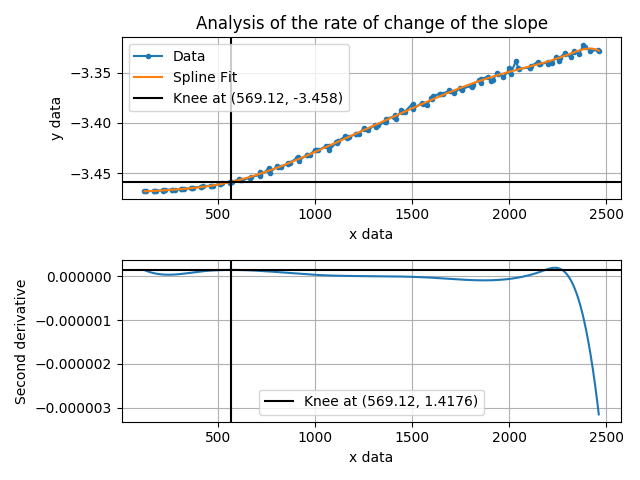 Analysis of the rate of change of the slope
Data
Spline Fit
Knee at (569.12, -3.458)
y data
−3.35
−3.40
−3.45
500 1000 1500 2000 2500
x data
Second derivative
0.000000
−0.000001
−0.000002
−0.000003
Knee at (569.12, 1.4176)
500 1000 1500 2000 2500
x data